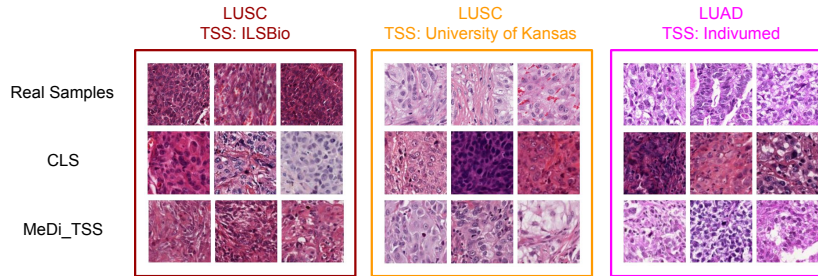 LUSC
TSS: ILSBio
LUSC
TSS: University of Kansas
LUAD
TSS: Indivumed
Real Samples
CLS
MeDi_TSS